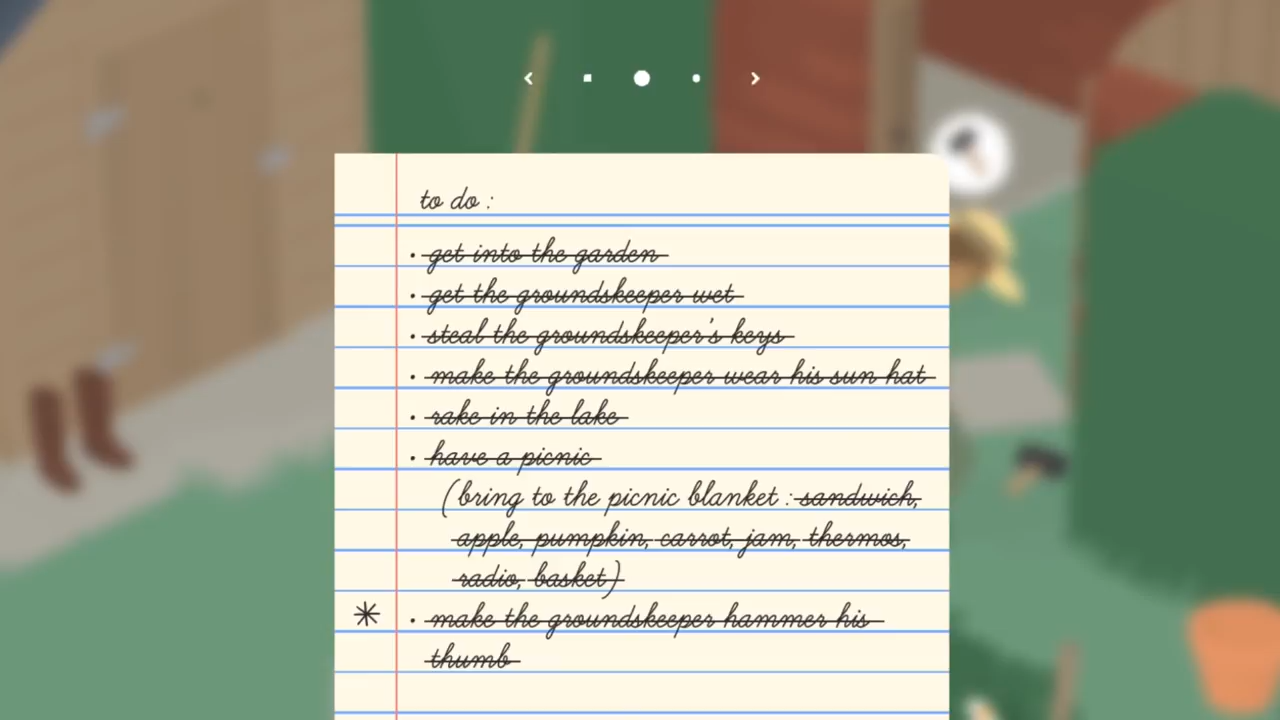 to do :
• get into the garden
• get the groundskeeper wet
• steal the groundskeeper's keys
• make the groundskeeper wear his sun hat
• rake in the lake
• have a picnic
(bring to the picnic blanket : sandwich,
apple, pumpkin, carrot, jam, thermos,
radio, basket)
• make the groundskeeper hammer his
thumb